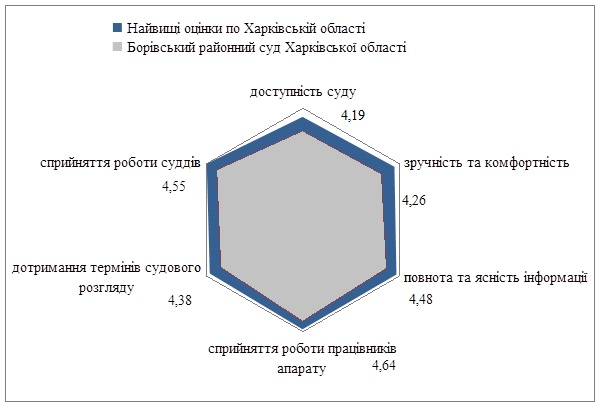 Найвищі оцінки по Харківській області
Борівський районний суд Харківської області
доступність суду
4,19
сприйняття роботи суддів
4,55
зручність та комфортність
4,26
дотримання термінів судового
розгляду
4,38
повнота та ясність інформації
4,48
сприйняття роботи працівників
апарату
4,64